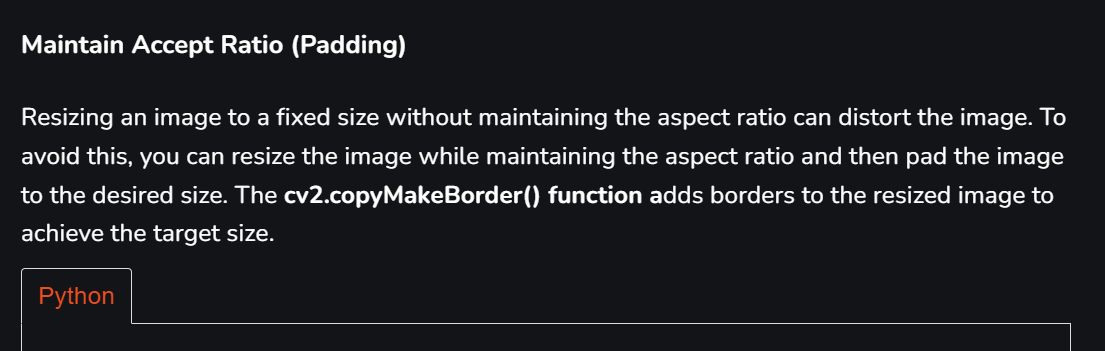 Maintain Accept Ratio (Padding)
Resizing an image to a fixed size without maintaining the aspect ratio can distort the image. To
avoid this, you can resize the image while maintaining the aspect ratio and then pad the image
to the desired size. The cv2.copyMakeBorder() function adds borders to the resized image to
achieve the target size.
Python